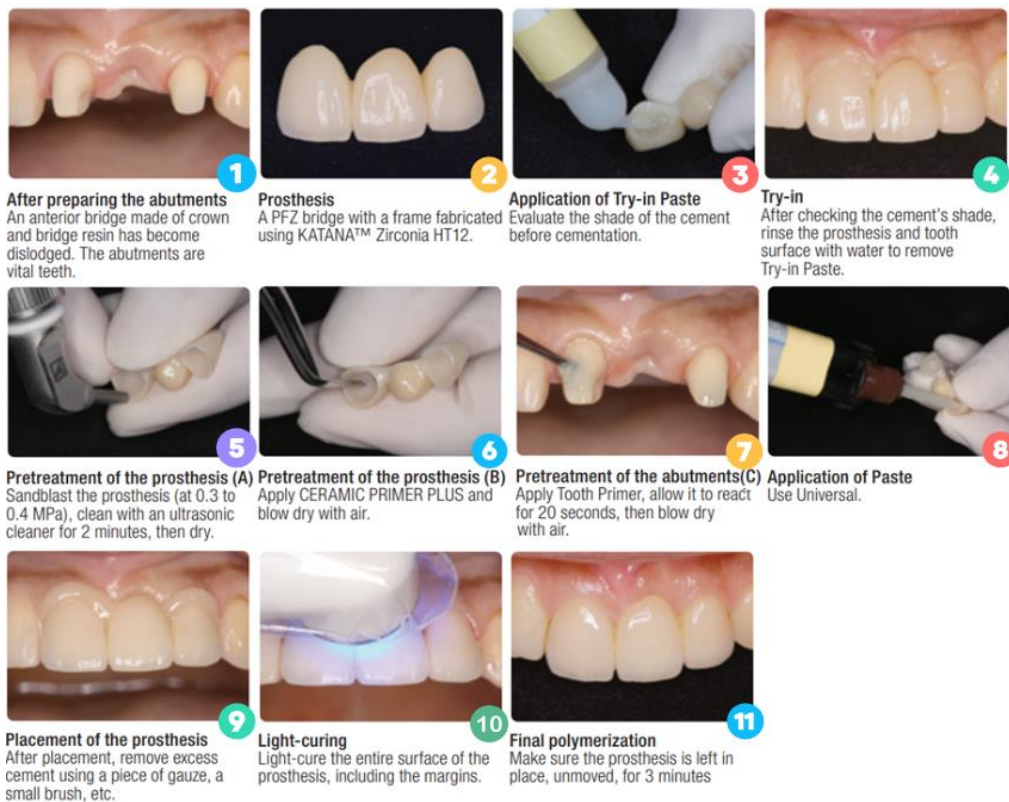 1
After preparing the abutments
An anterior bridge made of crown
and bridge resin has become
dislodged. The abutments are
vital teeth.
2
Prosthesis
A PFZ bridge with a frame fabricated
using KATANA™ Zirconia HT12.
3
Application of Try-in Paste
Evaluate the shade of the cement
before cementation.
4
Try-in
After checking the cement's shade,
rinse the prosthesis and tooth
surface with water to remove
Try-in Paste.
5
Pretreatment of the prosthesis (A)
Sandblast the prosthesis (at 0.3 to
0.4 MPa), clean with an ultrasonic
cleaner for 2 minutes, then dry.
6
Pretreatment of the prosthesis (B)
Apply CERAMIC PRIMER PLUS and
blow dry with air.
7
Pretreatment of the abutments(C)
Apply Tooth Primer, allow it to react
for 20 seconds, then blow dry
with air.
8
Application of Paste
Use Universal.
9
Placement of the prosthesis
After placement, remove excess
cement using a piece of gauze, a
small brush, etc.
10
Light-curing
Light-cure the entire surface of the
prosthesis, including the margins.
11
Final polymerization
Make sure the prosthesis is left in
place, unmoved, for 3 minutes